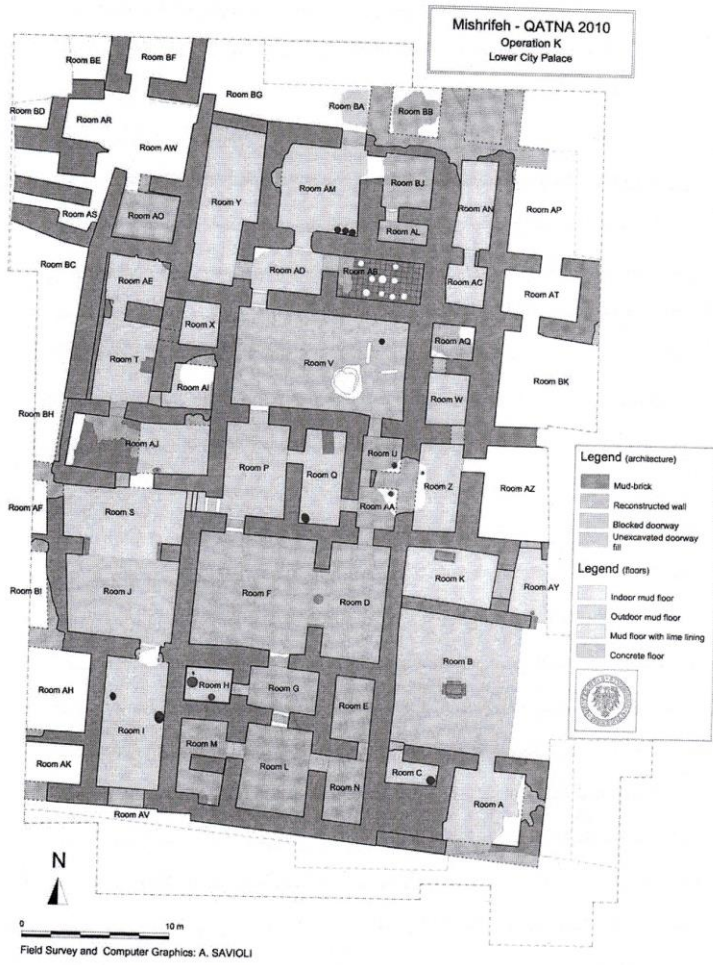 Mishrifeh - QATNA 2010
Operation K
Lower City Palace
Room BE
Room BF
Room BG
Room BA
Room BB
Room BD
Room AR
Room AW
Room AM
Room BJ
Room AN
Room AP
Room Y
Room AS
Room AO
Room AL
Room BC
Room AE
Room AD
Room AB
Room AC
Room AT
Room X
Room AQ
Room T
Room V
Room AI
Room W
Room BK
Room BH
Room AJ
Room P
Room Q
Room U
Room Z
Room AZ
Room AF
Room S
Room AA
Room BI
Room J
Room F
Room D
Room K
Room AY
Room B
Room AH
Room H
Room G
Room E
Room I
Room M
Room L
Room N
Room C
Room A
Room AK
Room AV
Legend (architecture)
Mud-brick
Reconstructed wall
Blocked doorway
Unexcavated doorway
fill
Legend (floors)
Indoor mud floor
Outdoor mud floor
Mud floor with lime lining
Concrete floor
N
0 10 m
Field Survey and Computer Graphics: A. SAVIOLI